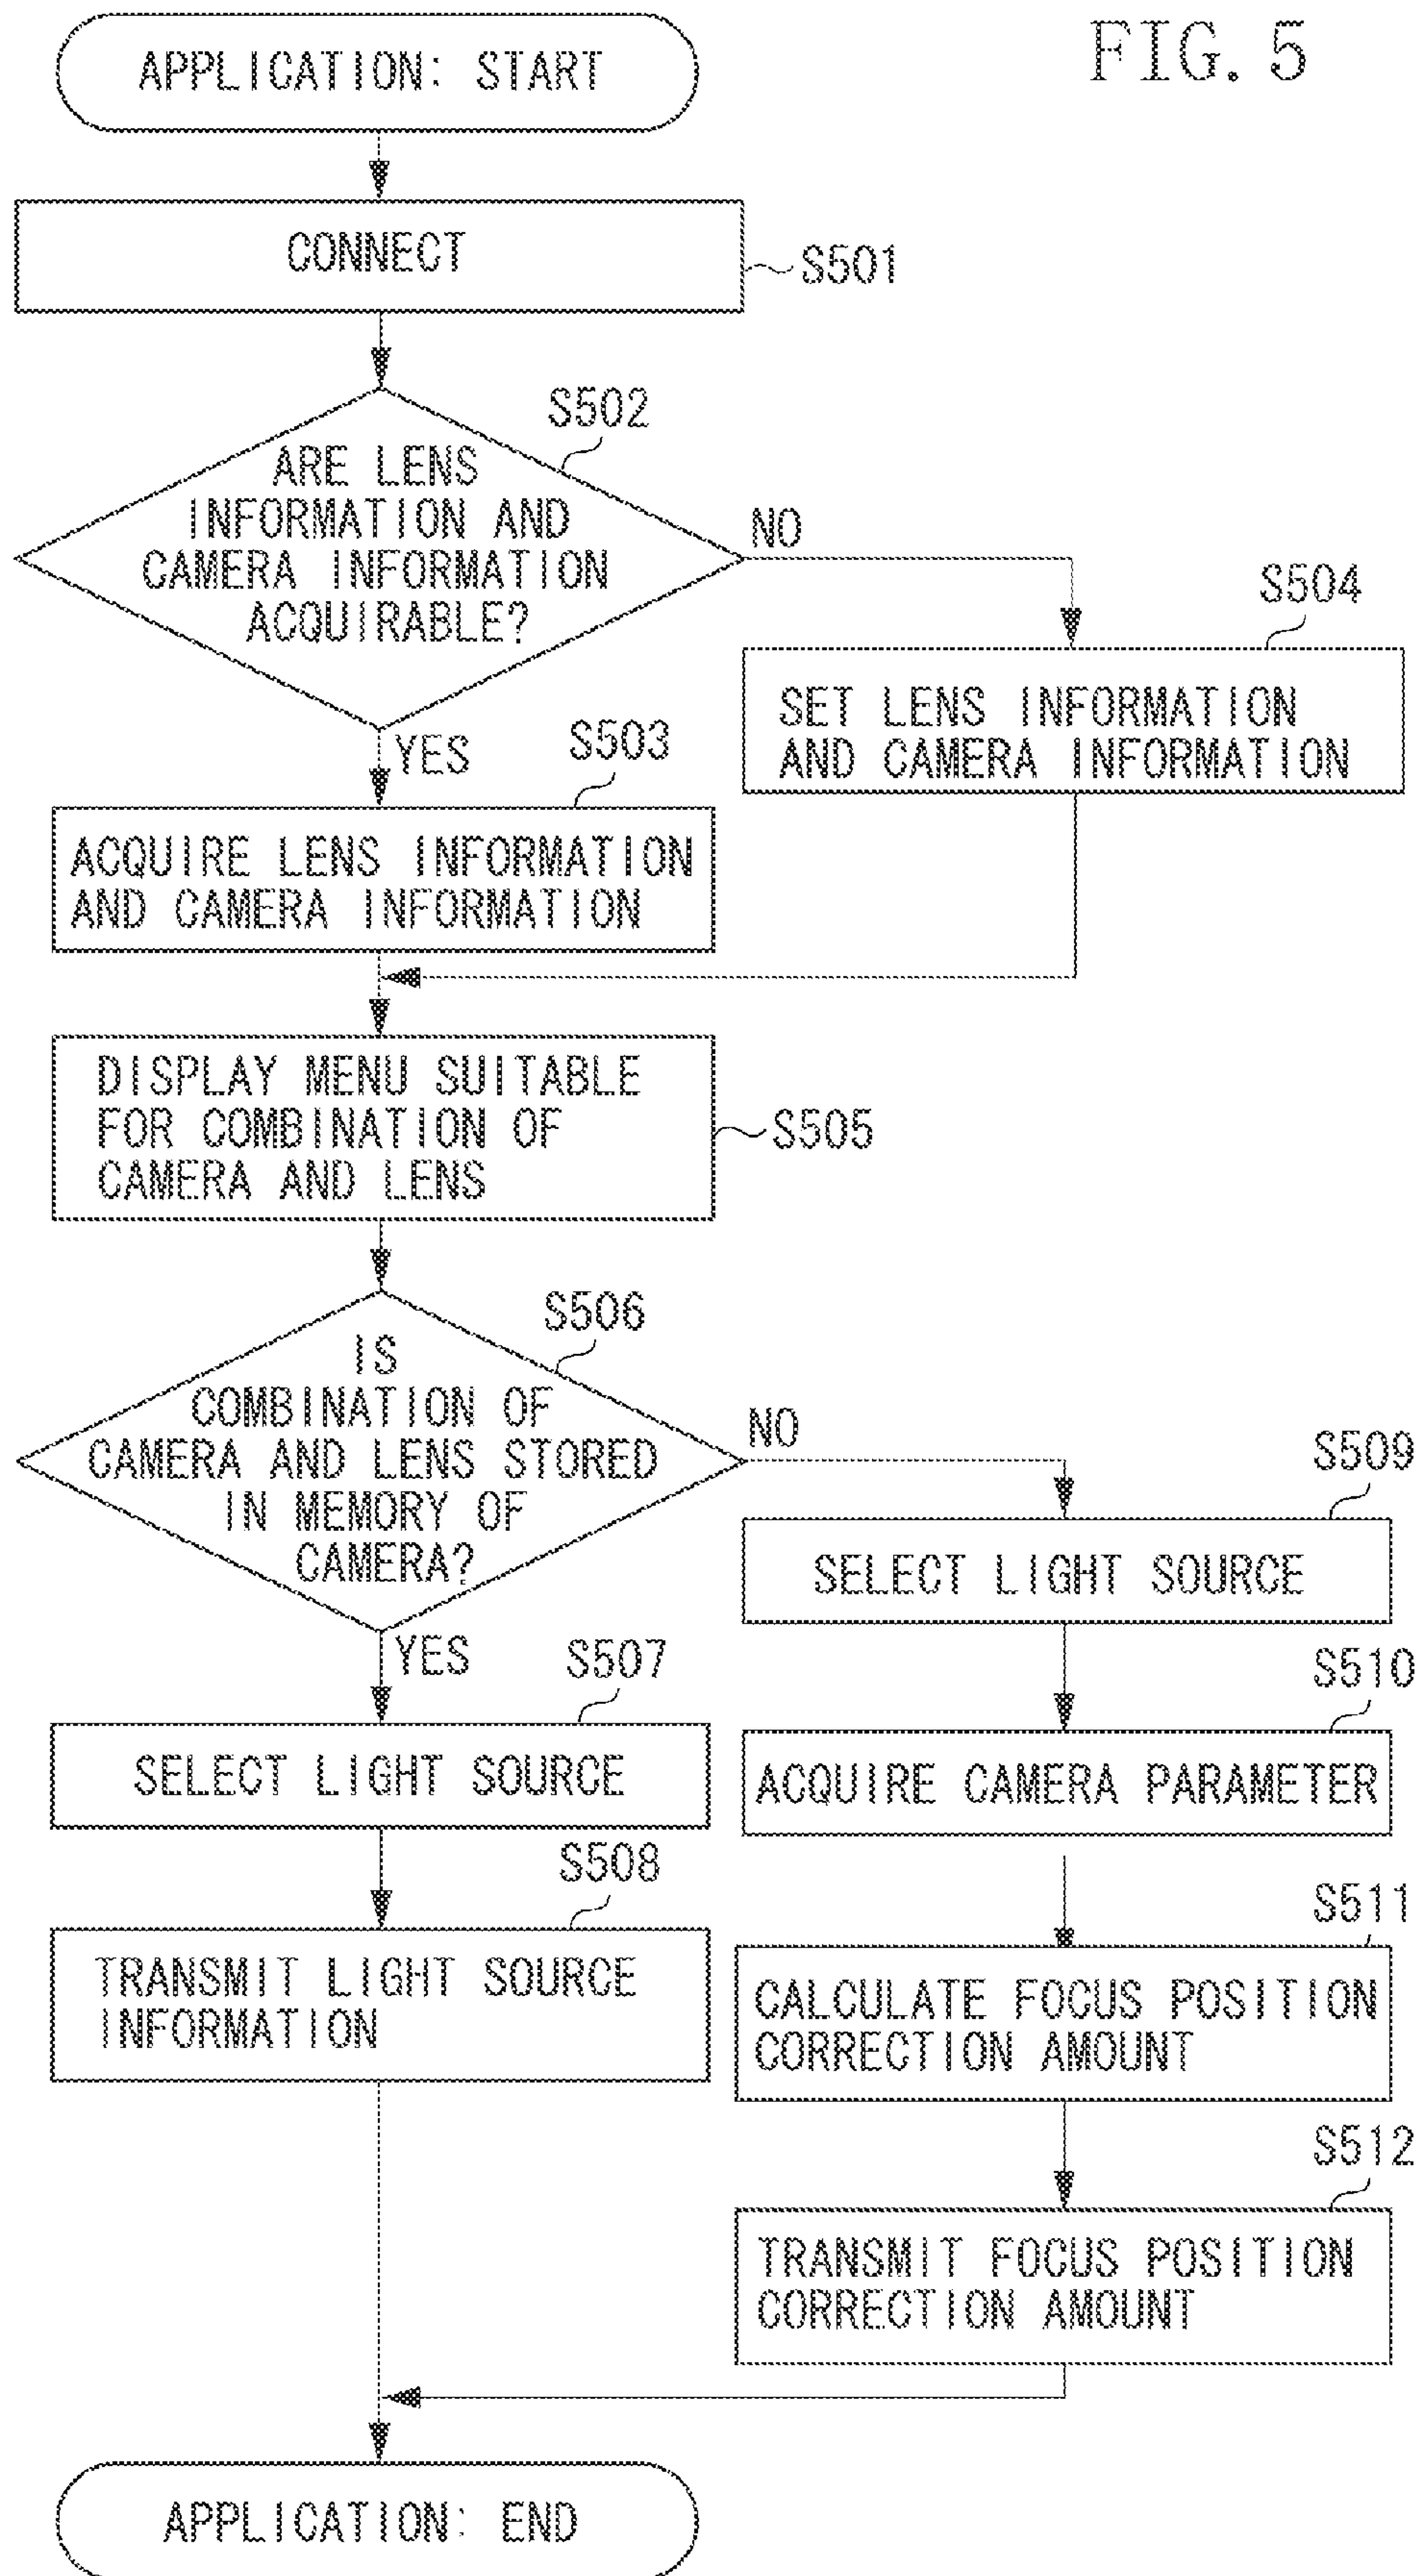 FIG. 5
APPLICATION: START
CONNECT
S501
S502
ARE LENS
INFORMATION AND
CAMERA INFORMATION
ACQUIRABLE?
NO
S504
SET LENS INFORMATION
AND CAMERA INFORMATION
YES
S503
ACQUIRE LENS INFORMATION
AND CAMERA INFORMATION
DISPLAY MENU SUITABLE
FOR COMBINATION OF
CAMERA AND LENS
S505
S506
IS
COMBINATION OF
CAMERA AND LENS STORED
IN MEMORY OF
CAMERA?
NO
YES
S507
SELECT LIGHT SOURCE
S508
TRANSMIT LIGHT SOURCE
INFORMATION
S509
SELECT LIGHT SOURCE
S510
ACQUIRE CAMERA PARAMETER
S511
CALCULATE FOCUS POSITION
CORRECTION AMOUNT
S512
TRANSMIT FOCUS POSITION
CORRECTION AMOUNT
APPLICATION: END